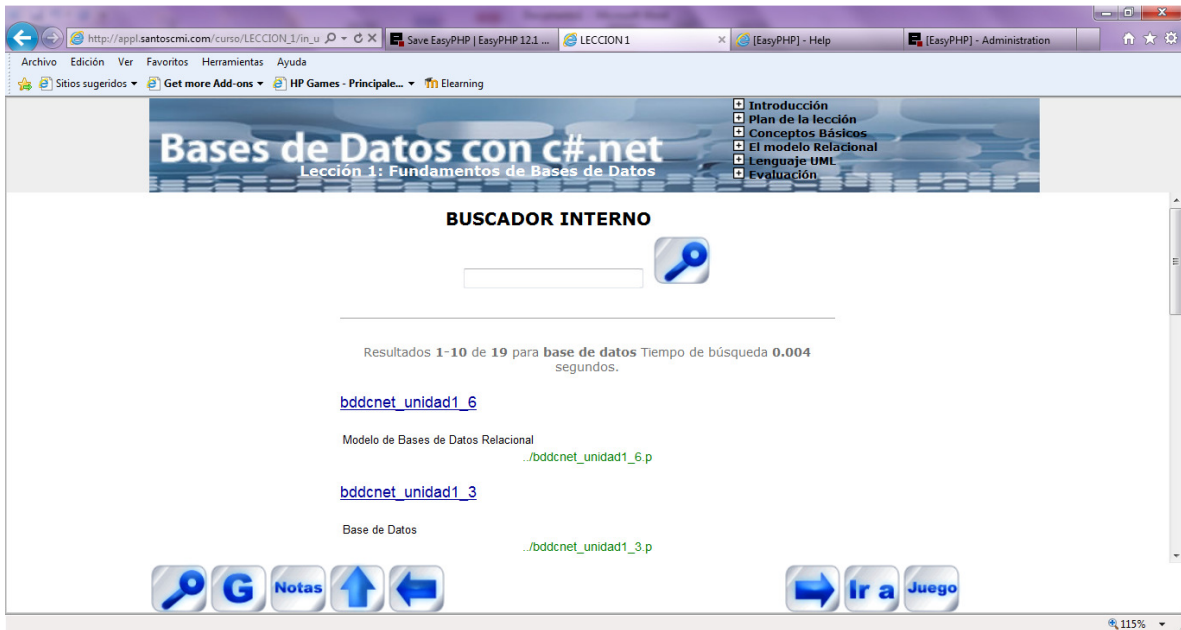 http://appl.santoscmi.com/curso/LECCION_1/in_u
Save EasyPHP | EasyPHP 12.1 ...
LECCION 1
[EasyPHP] - Help
[EasyPHP] - Administration
Archivo Edición Ver Favoritos Herramientas Ayuda
Sitios sugeridos Get more Add-ons HP Games - Principale... Elearning
Bases de Datos con c#.net
Lección 1: Fundamentos de Bases de Datos
Introducción
Plan de la lección
Conceptos Básicos
El modelo Relacional
Lenguaje UML
Evaluación
BUSCADOR INTERNO
Resultados 1-10 de 19 para base de datos Tiempo de búsqueda 0.004
segundos.
bddcnet_unidad1_6
Modelo de Bases de Datos Relacional
../bddcnet_unidad1_6.p
bddcnet_unidad1_3
Base de Datos
../bddcnet_unidad1_3.p
G Notas Ir a Juego
115%